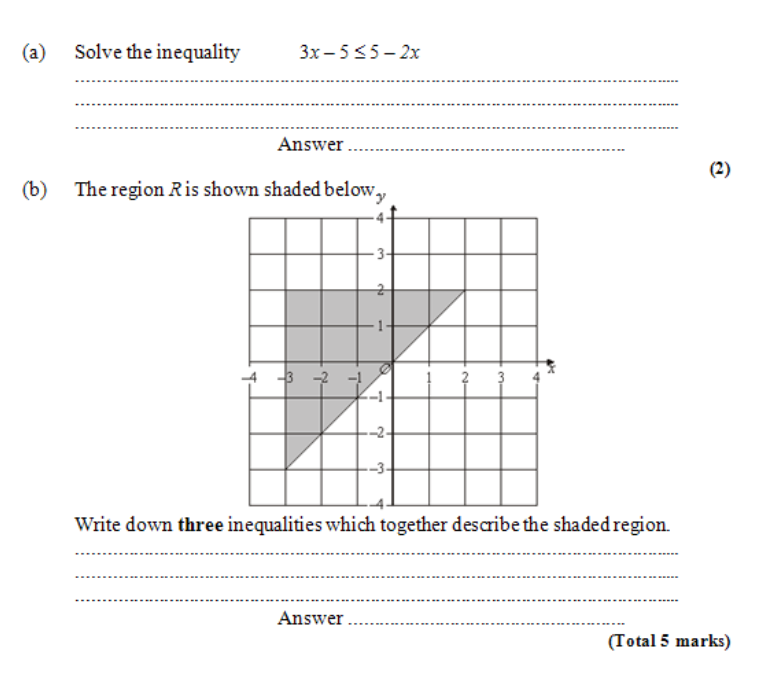 (a) Solve the inequality 3x – 5 ≤ 5 – 2x
Answer
(2)
(b) The region R is shown shaded below
y
4
3
2
1
–4 –3 –2 –1 O 1 2 3 4 x
–1
–2
–3
–4
Write down three inequalities which together describe the shaded region.
Answer
(Total 5 marks)